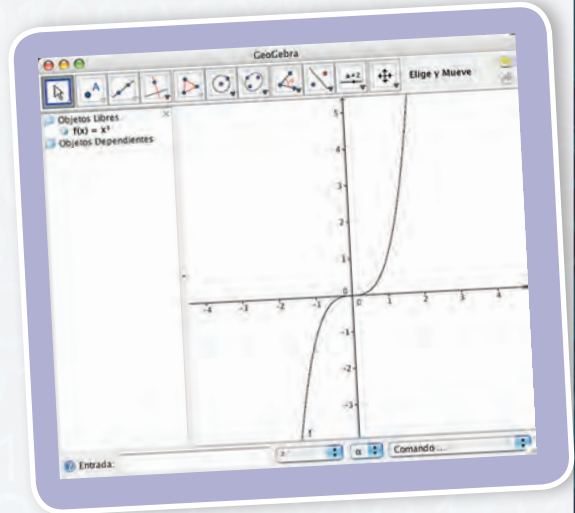 GeoGebra
Elige y Mueve
Objetos Libres
f(x) = x³
Objetos Dependientes
5
4
3
2
1
0
-4 -3 -2 -1 0 1 2 3 4
-1
-2
-3
f
Entrada:
α
Comando ...